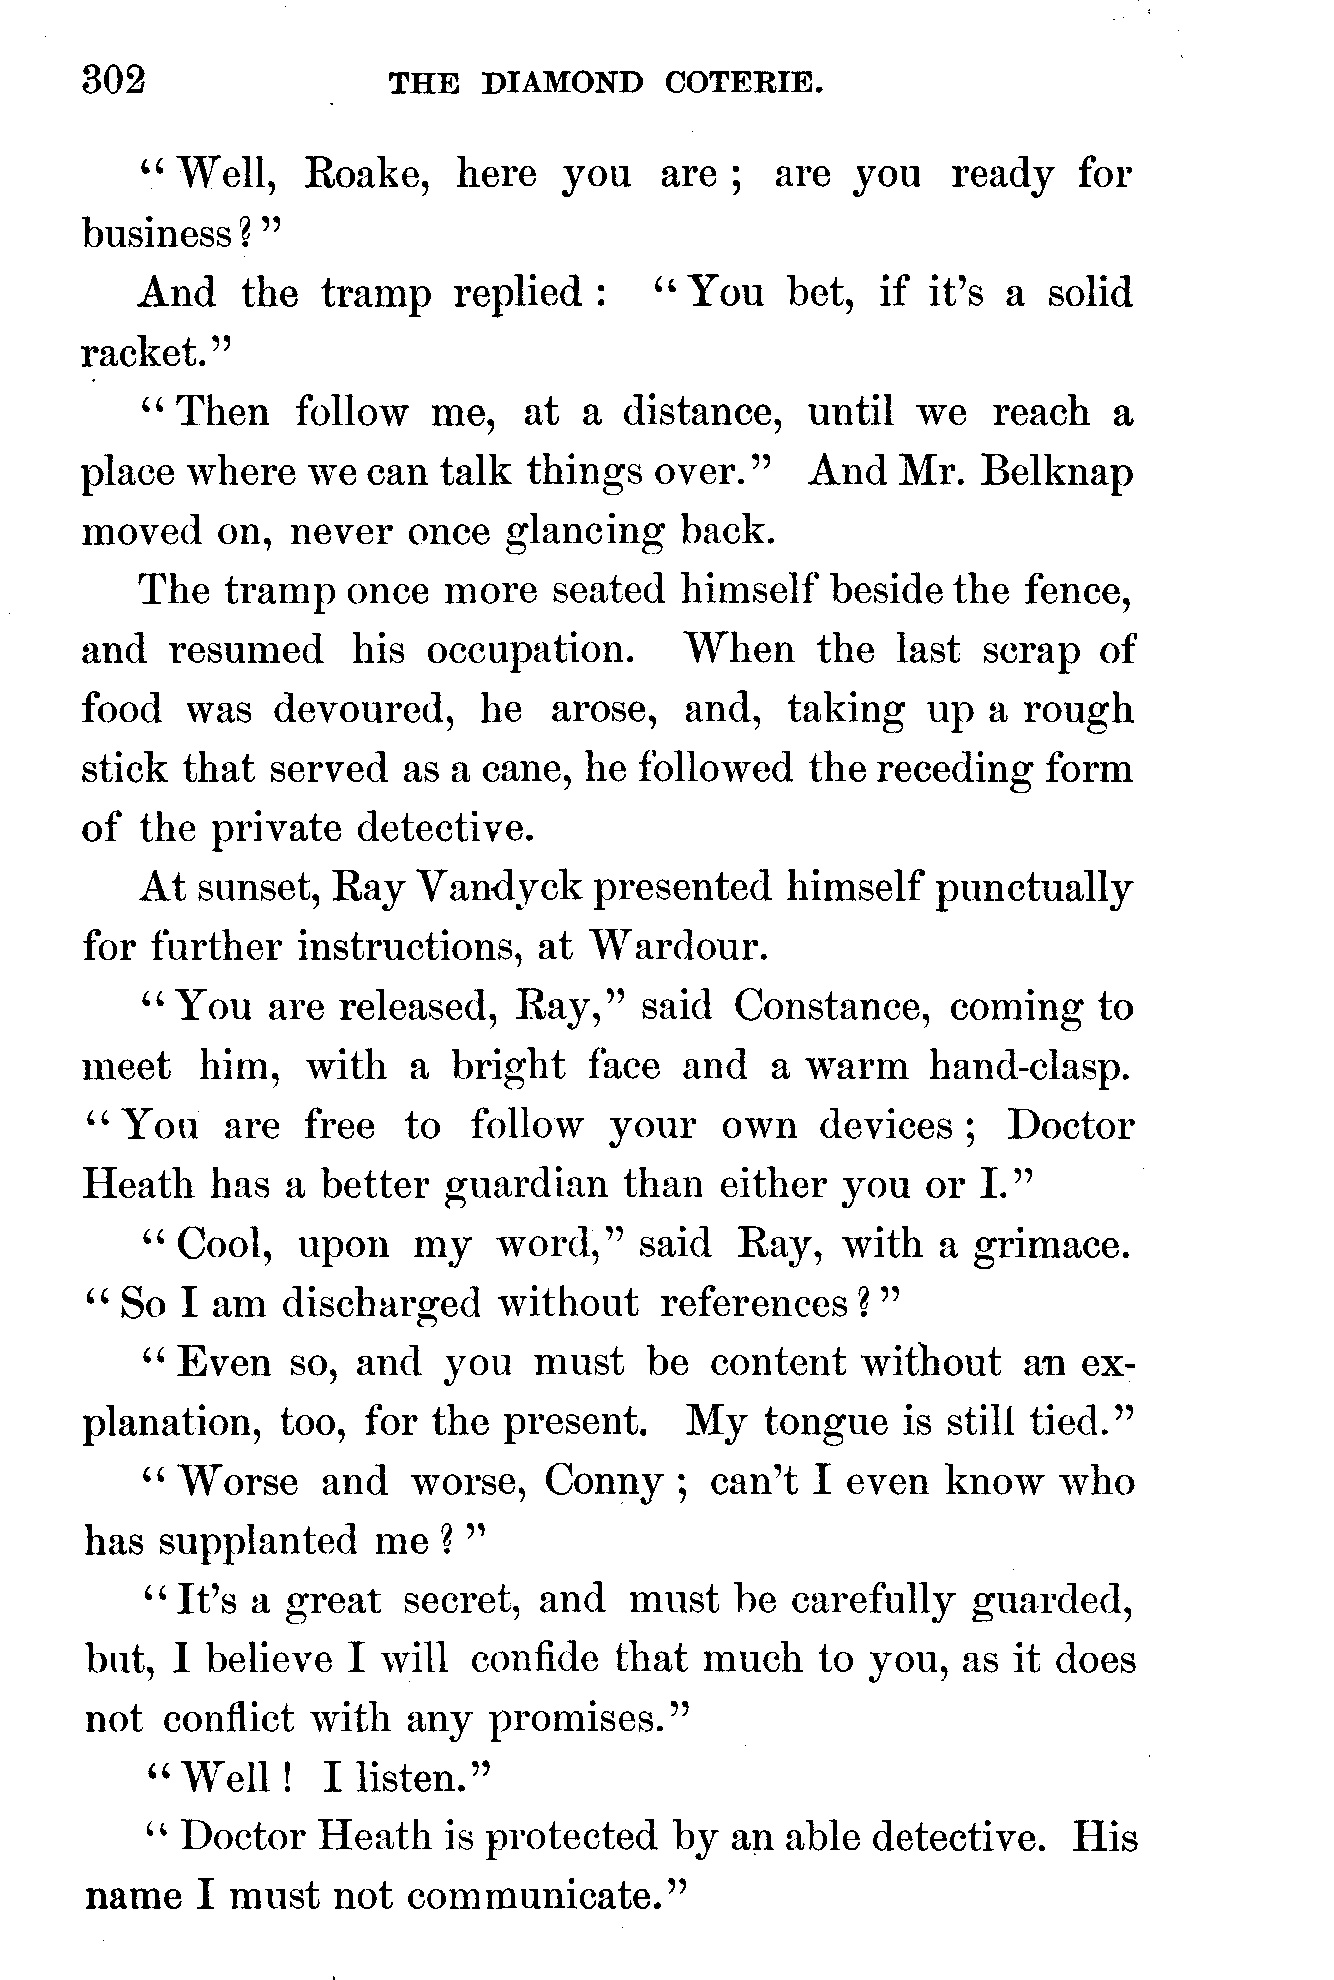 302 THE DIAMOND COTERIE.
“Well, Roake, here you are; are you ready for
business?”
And the tramp replied: “You bet, if it’s a solid
racket.”
“Then follow me, at a distance, until we reach a
place where we can talk things over.” And Mr. Belknap
moved on, never once glancing back.
The tramp once more seated himself beside the fence,
and resumed his occupation. When the last scrap of
food was devoured, he arose, and, taking up a rough
stick that served as a cane, he followed the receding form
of the private detective.
At sunset, Ray Vandyck presented himself punctually
for further instructions, at Wardour.
“You are released, Ray,” said Constance, coming to
meet him, with a bright face and a warm hand-clasp.
“You are free to follow your own devices; Doctor
Heath has a better guardian than either you or I.”
“Cool, upon my word,” said Ray, with a grimace.
“So I am discharged without references?”
“Even so, and you must be content without an ex-
planation, too, for the present. My tongue is still tied.”
“Worse and worse, Conny; can’t I even know who
has supplanted me?”
“It’s a great secret, and must be carefully guarded,
but, I believe I will confide that much to you, as it does
not conflict with any promises.”
“Well! I listen.”
“Doctor Heath is protected by an able detective. His
name I must not communicate.”